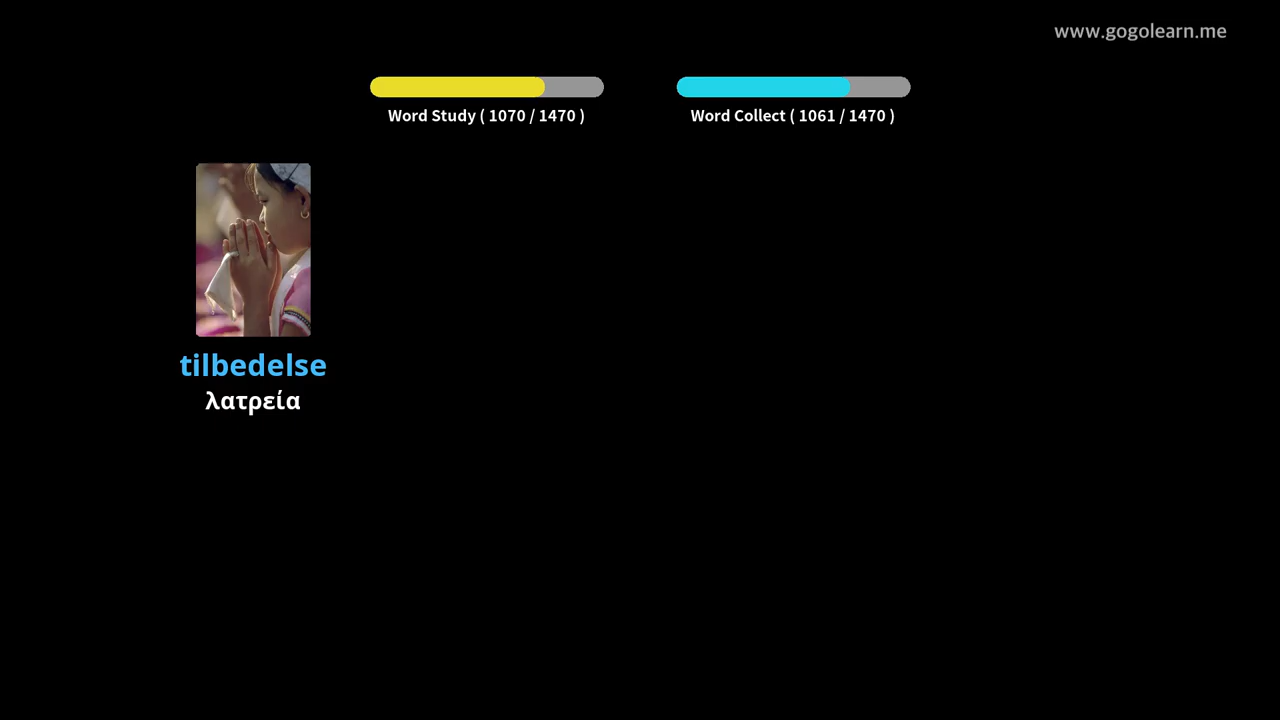 www.gogolearn.me
Word Study ( 1070 / 1470 )
Word Collect ( 1061 / 1470 )
tilbedelse
λατρεία